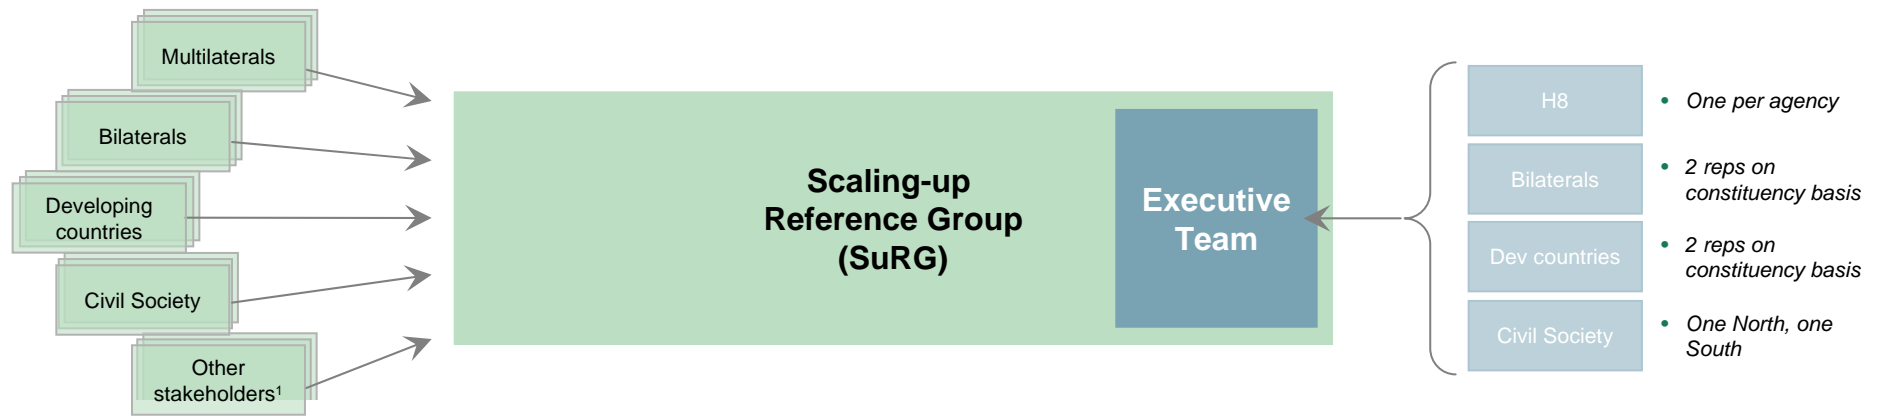 Multilaterals
Bilaterals
Developing
countries
Civil Society
Other
stakeholders¹
Scaling-up
Reference Group
(SuRG)
Executive
Team
H8
• One per agency
Bilaterals
• 2 reps on
constituency basis
Dev countries
• 2 reps on
constituency basis
Civil Society
• One North, one
South